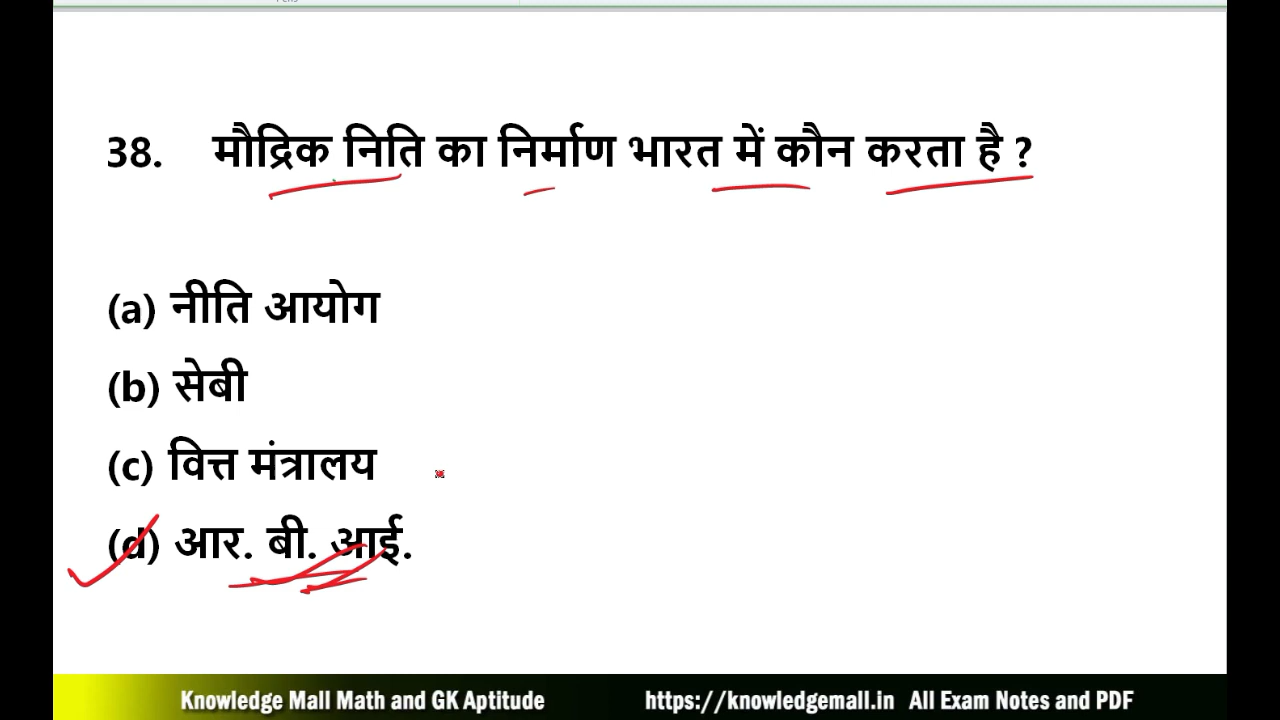 38. मौद्रिक निति का निर्माण भारत में कौन करता है ?
(a) नीति आयोग
(b) सेबी
(c) वित्त मंत्रालय
(d) आर. बी. आई.
Knowledge Mall Math and GK Aptitude https://knowledgemall.in All Exam Notes and PDF